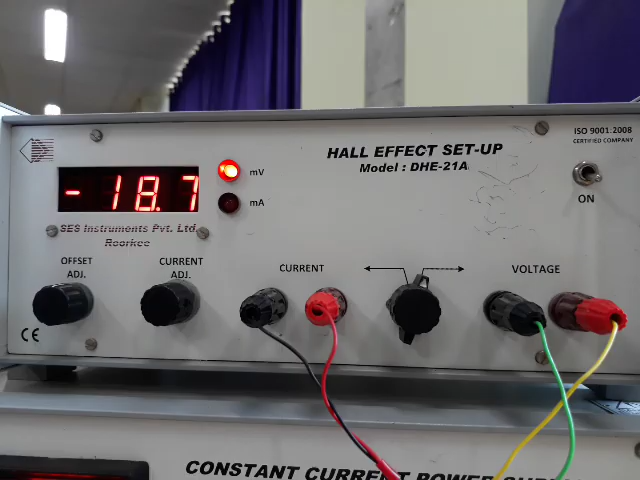 ISO 9001:2008
CERTIFIED COMPANY
HALL EFFECT SET-UP
Model : DHE-21A
-18.7
mV
mA
ON
SES Instruments Pvt. Ltd.
Roorkee
OFFSET
ADJ.
CURRENT
ADJ.
CURRENT
VOLTAGE
CE
CONSTANT CURRENT POWER SUPP